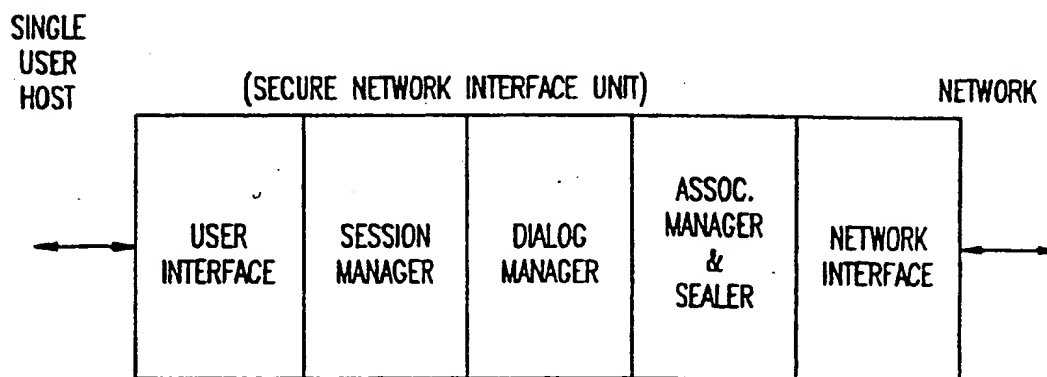 SINGLE
USER
HOST
(SECURE NETWORK INTERFACE UNIT)
NETWORK
USER
INTERFACE
SESSION
MANAGER
DIALOG
MANAGER
ASSOC.
MANAGER
&
SEALER
NETWORK
INTERFACE